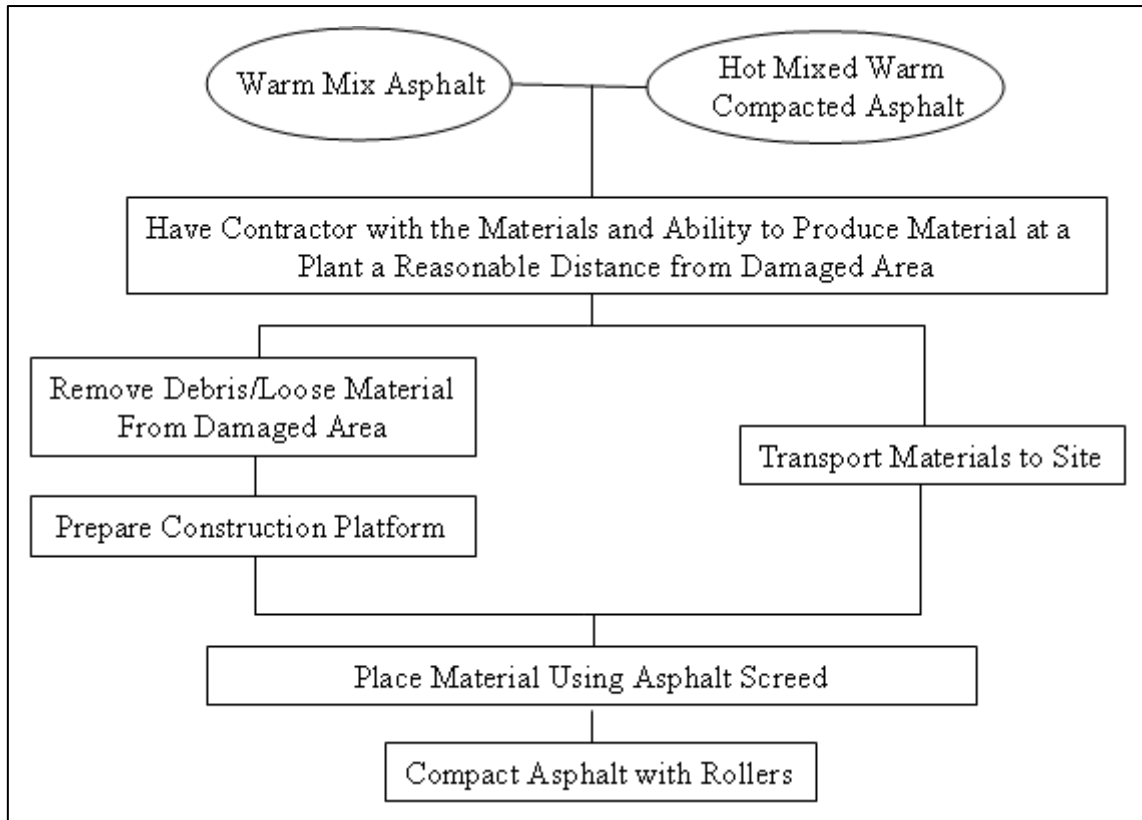 Warm Mix Asphalt
Hot Mixed Warm
Compacted Asphalt
Have Contractor with the Materials and Ability to Produce Material at a
Plant a Reasonable Distance from Damaged Area
Remove Debris/Loose Material
From Damaged Area
Transport Materials to Site
Prepare Construction Platform
Place Material Using Asphalt Screed
Compact Asphalt with Rollers